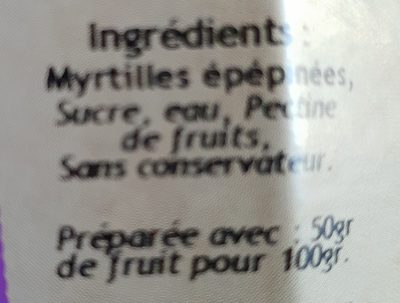 Ingrédients :
Myrtilles épépinées,
Sucre, eau, Pectine
de fruits,
Sans conservateur.
Préparée avec : 50gr
de fruit pour 100gr.